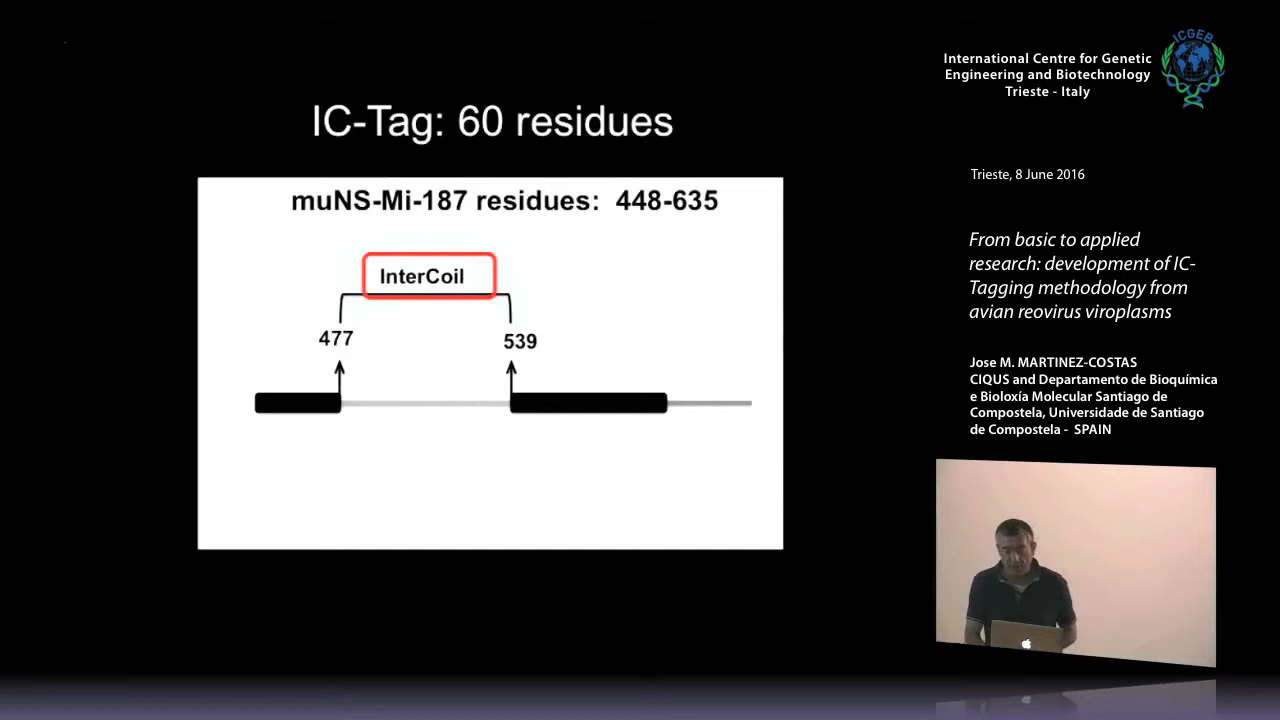 IC-Tag: 60 residues
muNS-Mi-187 residues: 448-635
InterCoil
477
539
ICGEB
International Centre for Genetic
Engineering and Biotechnology
Trieste - Italy
Trieste, 8 June 2016
From basic to applied
research: development of IC-
Tagging methodology from
avian reovirus viroplasms
Jose M. MARTINEZ-COSTAS
CIQUS and Departamento de Bioquímica
e Bioloxía Molecular Santiago de
Compostela, Universidade de Santiago
de Compostela - SPAIN